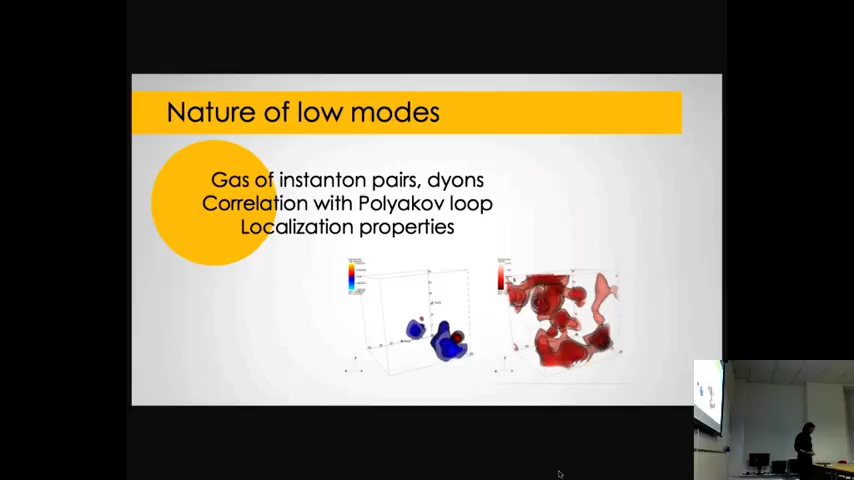 Nature of low modes
Gas of instanton pairs, dyons
Correlation with Polyakov loop
Localization properties